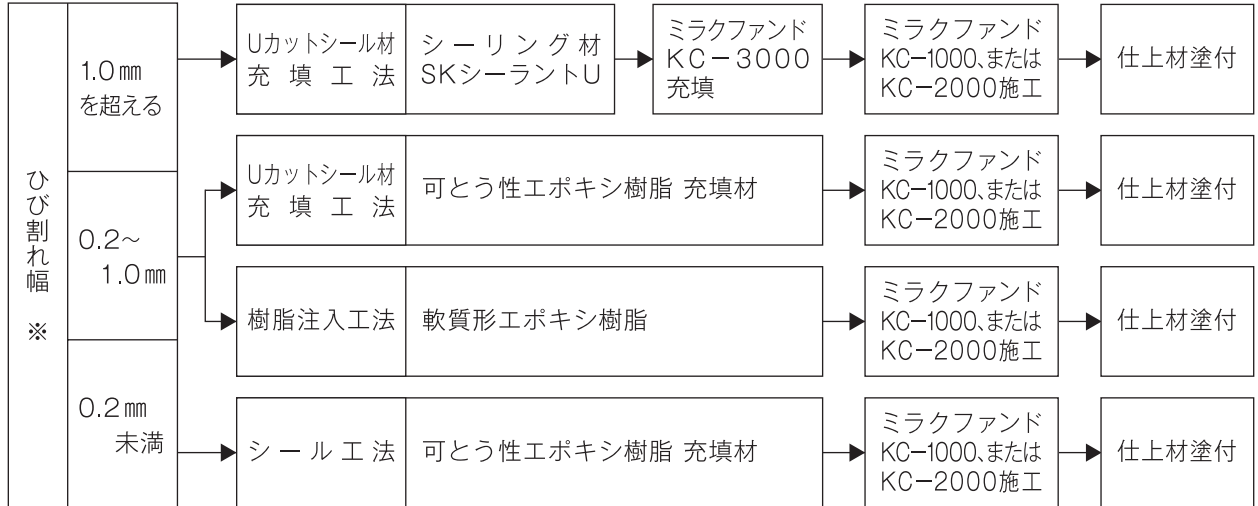 ひび割れ幅 ※
1.0㎜
を超える
Uカットシール材
充填工法
シーリング材
SKシーラントU
ミラクファンド
KC−3000
充填
ミラクファンド
KC−1000、または
KC−2000施工
仕上材塗付
0.2〜
1.0㎜
Uカットシール材
充填工法
可とう性エポキシ樹脂 充填材
ミラクファンド
KC−1000、または
KC−2000施工
仕上材塗付
樹脂注入工法
軟質形エポキシ樹脂
ミラクファンド
KC−1000、または
KC−2000施工
仕上材塗付
0.2㎜
未満
シール工法
可とう性エポキシ樹脂 充填材
ミラクファンド
KC−1000、または
KC−2000施工
仕上材塗付